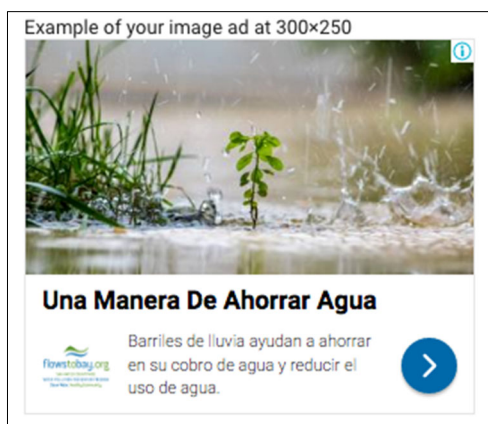 Example of your image ad at 300×250
Una Manera De Ahorrar Agua
Barriles de lluvia ayudan a ahorrar
en su cobro de agua y reducir el
uso de agua.
flowstobay.org